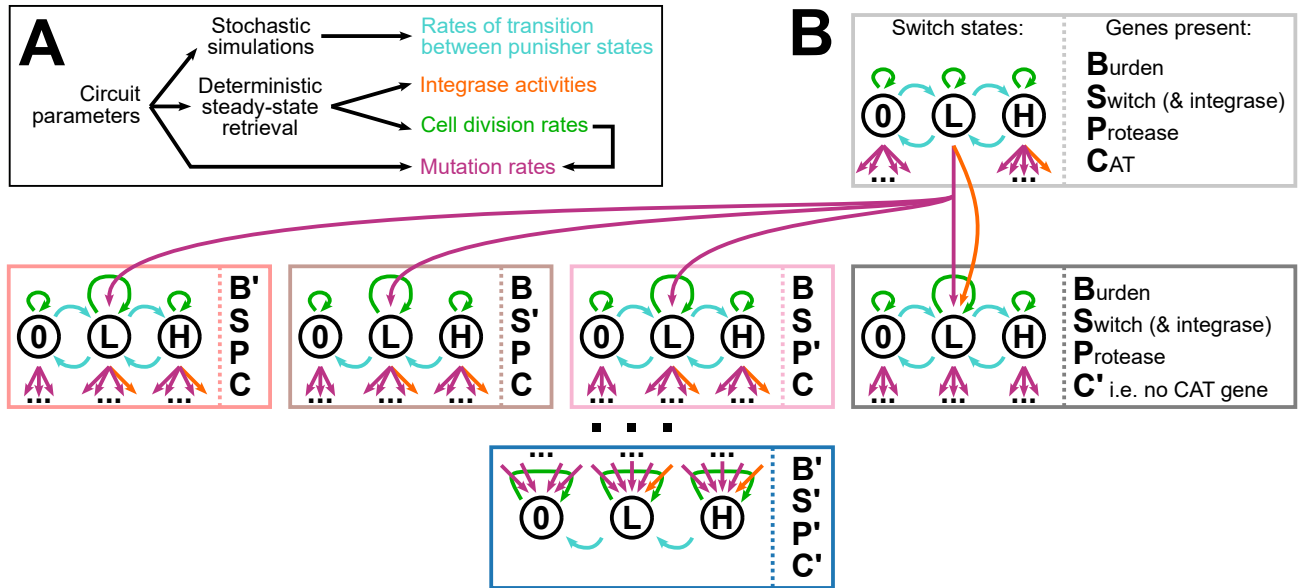 A
Circuit
parameters
Stochastic
simulations
Rates of transition
between punisher states
Deterministic
steady-state
retrieval
Integrase activities
Cell division rates
Mutation rates
B
Switch states:
Genes present:
0 L H
... ...
Burden
Switch (& integrase)
Protease
CAT
0 L H
... ... ...
B'
S
P
C
0 L H
... ... ...
B
S'
P
C
0 L H
... ... ...
B
S
P'
C
0 L H
... ... ...
Burden
Switch (& integrase)
Protease
C' i.e. no CAT gene
. . .
... ... ...
0 L H
B'
S'
P'
C'